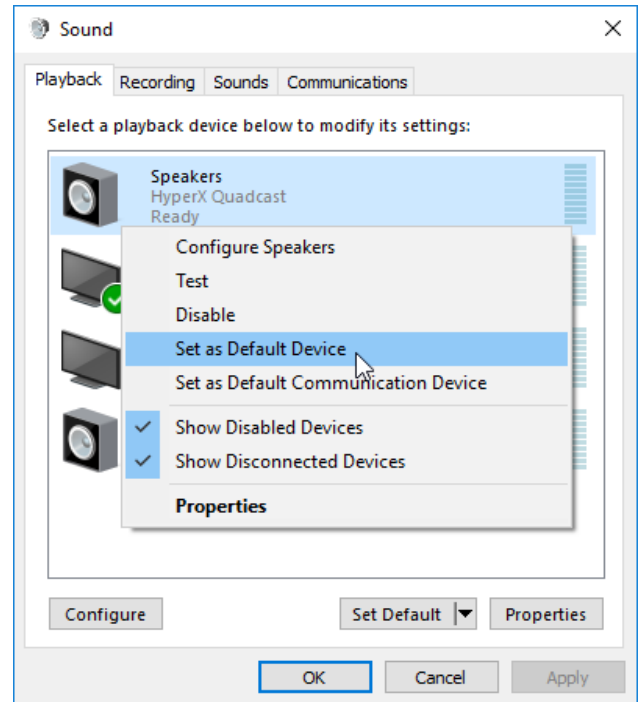 Sound
Playback Recording Sounds Communications
Select a playback device below to modify its settings:
Speakers
HyperX Quadcast
Ready
Configure Speakers
Test
Disable
Set as Default Device
Set as Default Communication Device
Show Disabled Devices
Show Disconnected Devices
Properties
Configure Set Default Properties
OK Cancel Apply